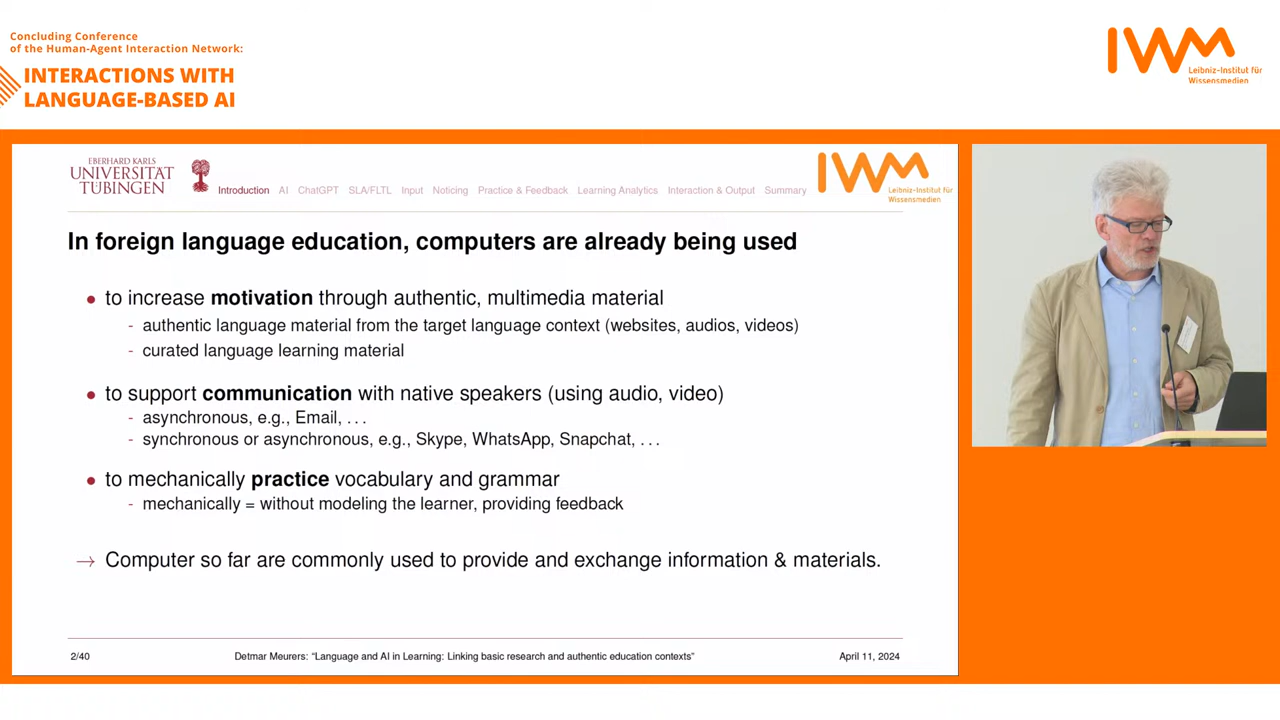 Concluding Conference
of the Human-Agent Interaction Network:
INTERACTIONS WITH
LANGUAGE-BASED AI
IWM
Leibniz-Institut für
Wissensmedien
EBERHARD KARLS
UNIVERSITÄT
TÜBINGEN
Introduction AI ChatGPT SLA/FLTL Input Noticing Practice & Feedback Learning Analytics Interaction & Output Summary
IWM
Leibniz-Institut für
Wissensmedien
In foreign language education, computers are already being used
• to increase motivation through authentic, multimedia material
- authentic language material from the target language context (websites, audios, videos)
- curated language learning material
• to support communication with native speakers (using audio, video)
- asynchronous, e.g., Email, . . .
- synchronous or asynchronous, e.g., Skype, WhatsApp, Snapchat, . . .
• to mechanically practice vocabulary and grammar
- mechanically = without modeling the learner, providing feedback
→ Computer so far are commonly used to provide and exchange information & materials.
2/40 Detmar Meurers: “Language and AI in Learning: Linking basic research and authentic education contexts” April 11, 2024